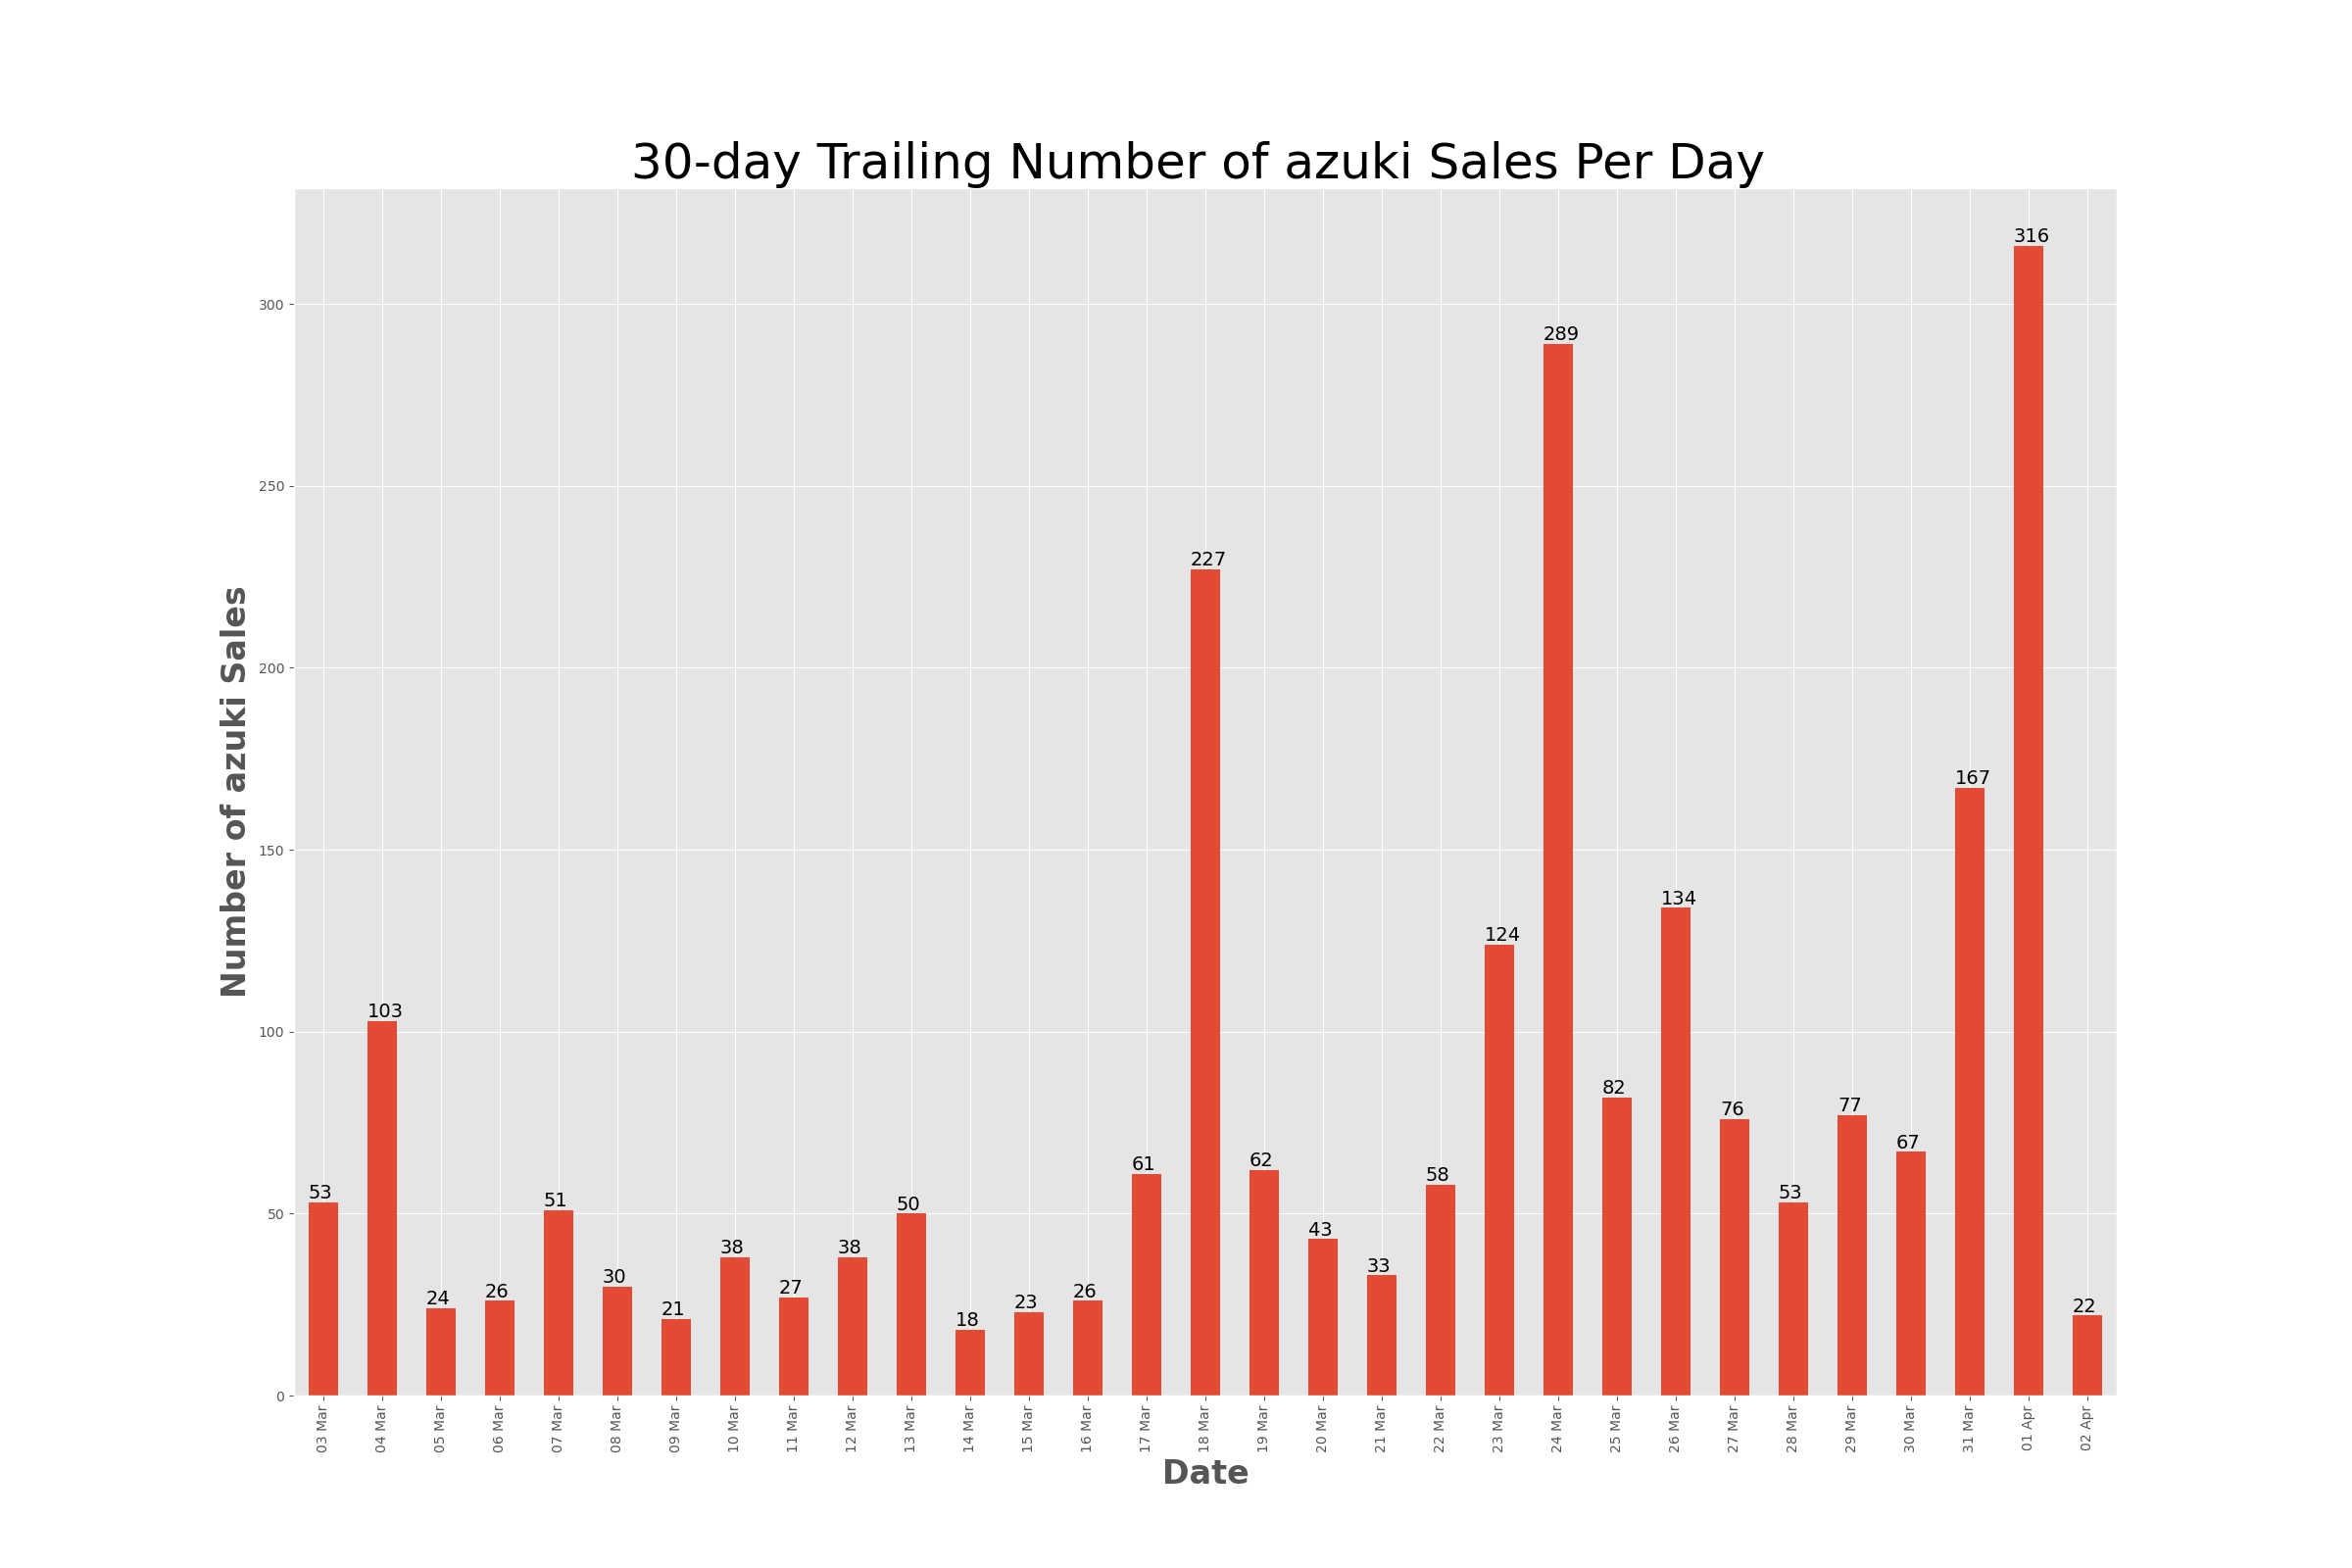 30-day Trailing Number of azuki Sales Per Day
Number of azuki Sales
300
250
200
150
100
50
0
53
103
24
26
51
30
21
38
27
38
50
18
23
26
61
227
62
43
33
58
124
289
82
134
76
53
77
67
167
316
22
03 Mar
04 Mar
05 Mar
06 Mar
07 Mar
08 Mar
09 Mar
10 Mar
11 Mar
12 Mar
13 Mar
14 Mar
15 Mar
16 Mar
17 Mar
18 Mar
19 Mar
20 Mar
21 Mar
22 Mar
23 Mar
24 Mar
25 Mar
26 Mar
27 Mar
28 Mar
29 Mar
30 Mar
31 Mar
01 Apr
02 Apr
Date